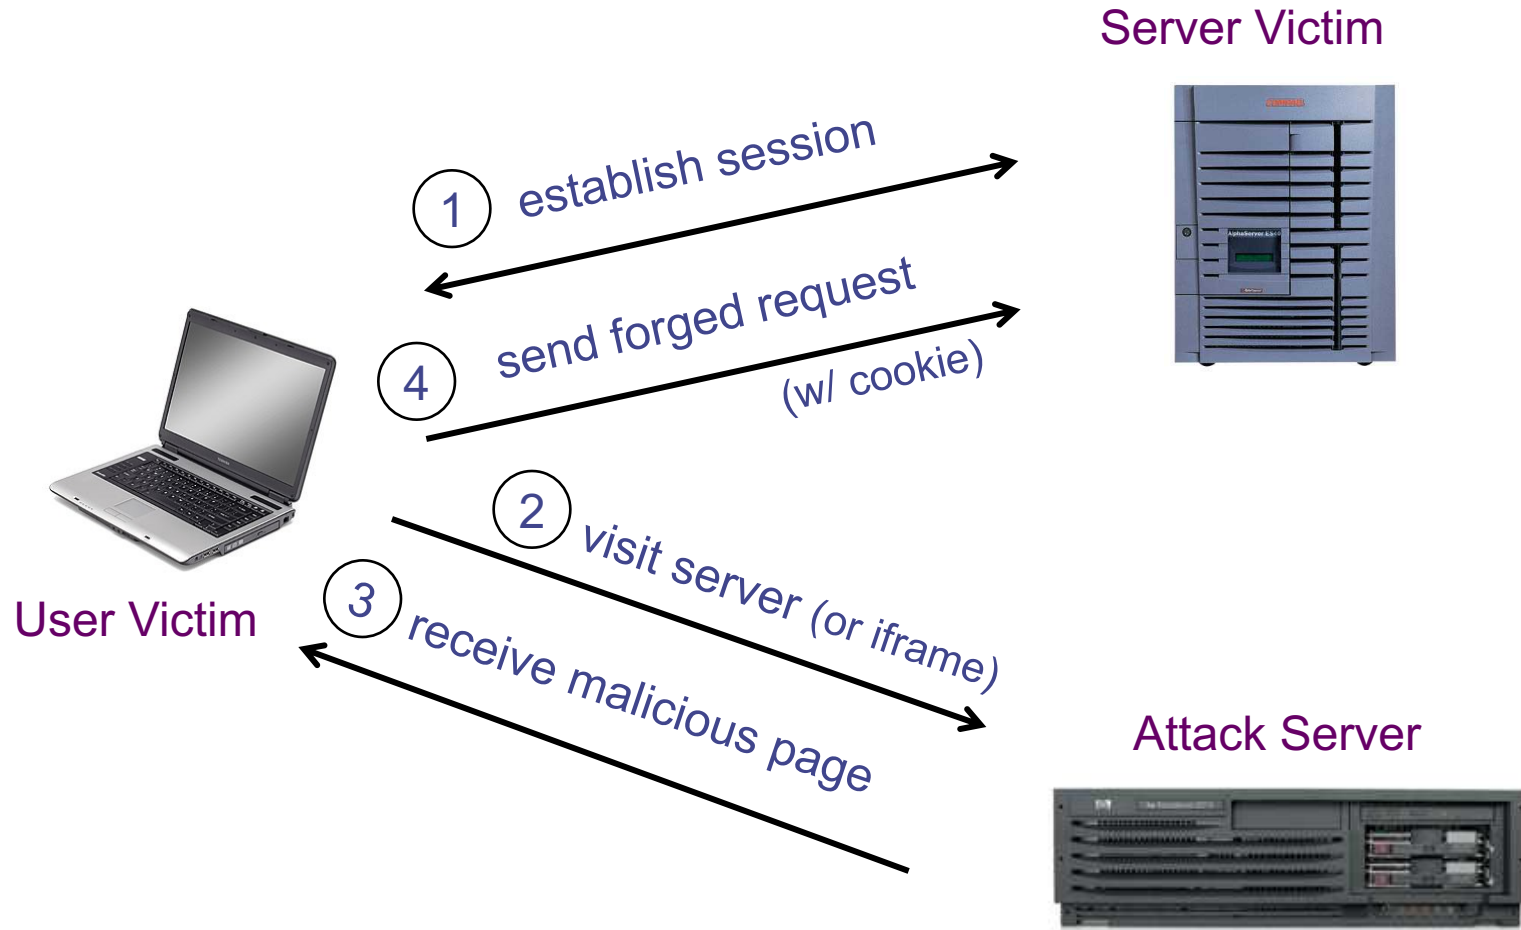 Server Victim
1 establish session
4 send forged request
(w/ cookie)
2 visit server (or iframe)
User Victim
3 receive malicious page
Attack Server